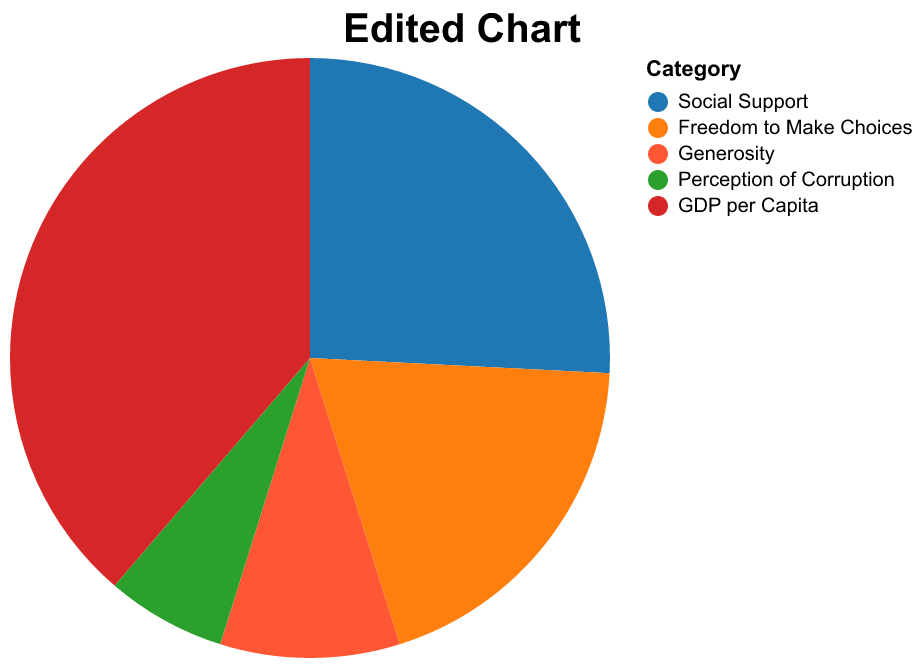 Edited Chart
Category
Social Support
Freedom to Make Choices
Generosity
Perception of Corruption
GDP per Capita